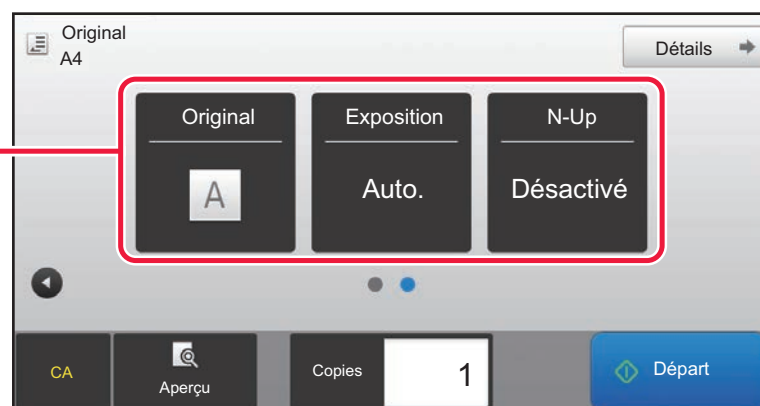 Original
A4
Détails
Original
Exposition
N-Up
A
Auto.
Désactivé
CA
Aperçu
Copies
1
Départ